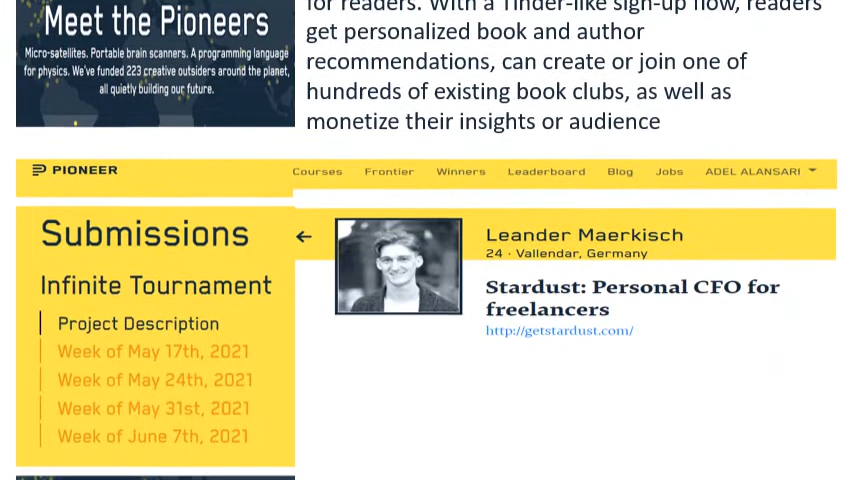 for readers. With a Tinder-like sign-up flow, readers
get personalized book and author
recommendations, can create or join one of
hundreds of existing book clubs, as well as
monetize their insights or audience
Meet the Pioneers
Micro-satellites. Portable brain scanners. A programming language
for physics. We've funded 223 creative outsiders around the planet,
all quietly building our future.
PIONEER
Courses Frontier Winners Leaderboard Blog Jobs ADEL ALANSARI
Submissions
Infinite Tournament
Project Description
Week of May 17th, 2021
Week of May 24th, 2021
Week of May 31st, 2021
Week of June 7th, 2021
Leander Maerkisch
24 · Vallendar, Germany
Stardust: Personal CFO for
freelancers
http://getstardust.com/